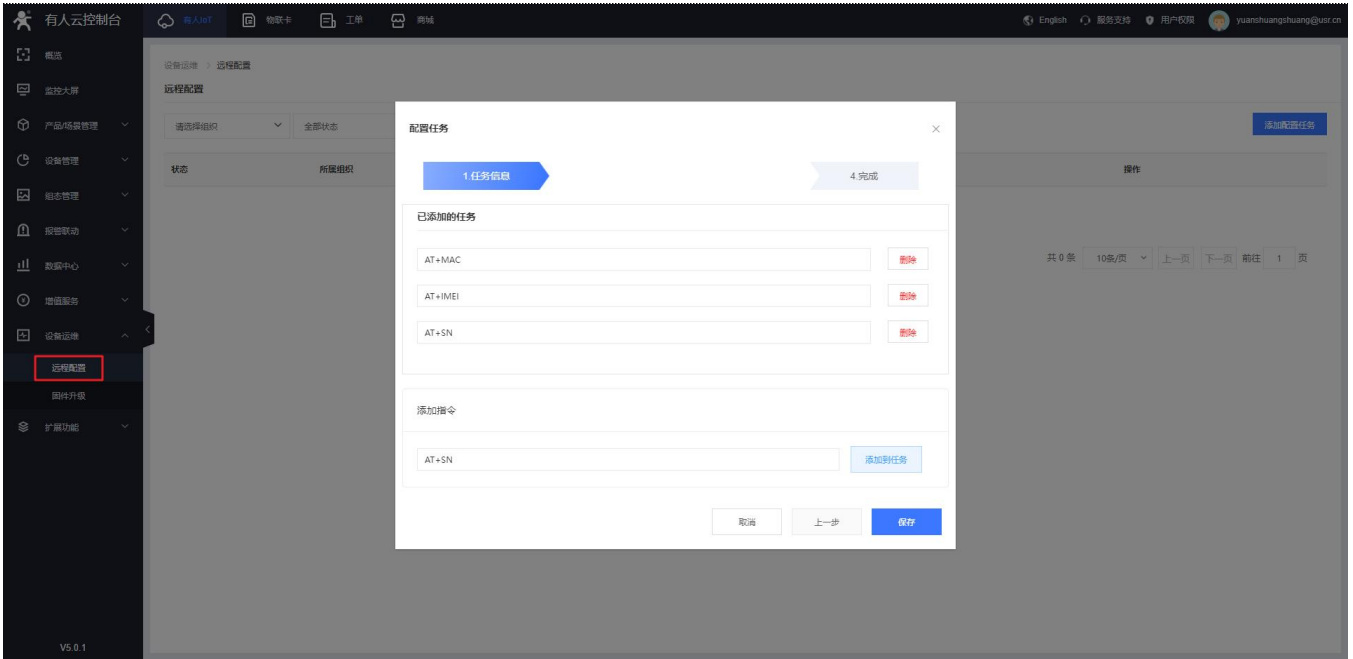 有人云控制台
有人IoT 物联卡 工单 商城
English 服务支持 用户权限 yuanshuangshuang@usr.cn
概览
监控大屏
产品/场景管理
设备管理
组态管理
报警联动
数据中心
增值服务
设备运维
远程配置
固件升级
扩展功能
V5.0.1
设备运维 > 远程配置
远程配置
请选择组织 全部状态
添加配置任务
状态 所属组织 操作
共 0 条 10条/页 上一页 下一页 前往 1 页
配置任务
1.任务信息 4.完成
已添加的任务
AT+MAC 删除
AT+IMEI 删除
AT+SN 删除
添加指令
AT+SN 添加到任务
取消 上一步 保存